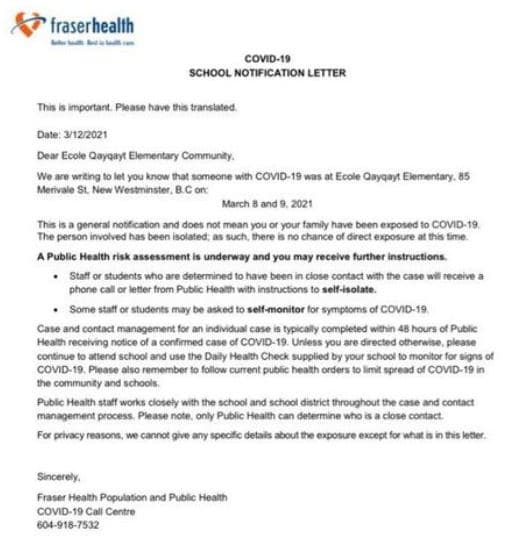 fraserhealth
Better health. Best in health care.
COVID-19
SCHOOL NOTIFICATION LETTER
This is important. Please have this translated.
Date: 3/12/2021
Dear Ecole Qayqayt Elementary Community,
We are writing to let you know that someone with COVID-19 was at Ecole Qayqayt Elementary, 85
Merivale St, New Westminster, B.C on:
March 8 and 9, 2021
This is a general notification and does not mean you or your family have been exposed to COVID-19.
The person involved has been isolated; as such, there is no chance of direct exposure at this time.
A Public Health risk assessment is underway and you may receive further instructions.
• Staff or students who are determined to have been in close contact with the case will receive a
phone call or letter from Public Health with instructions to self-isolate.
• Some staff or students may be asked to self-monitor for symptoms of COVID-19.
Case and contact management for an individual case is typically completed within 48 hours of Public
Health receiving notice of a confirmed case of COVID-19. Unless you are directed otherwise, please
continue to attend school and use the Daily Health Check supplied by your school to monitor for signs of
COVID-19. Please also remember to follow current public health orders to limit spread of COVID-19 in
the community and schools.
Public Health staff works closely with the school and school district throughout the case and contact
management process. Please note, only Public Health can determine who is a close contact.
For privacy reasons, we cannot give any specific details about the exposure except for what is in this letter.
Sincerely,
Fraser Health Population and Public Health
COVID-19 Call Centre
604-918-7532